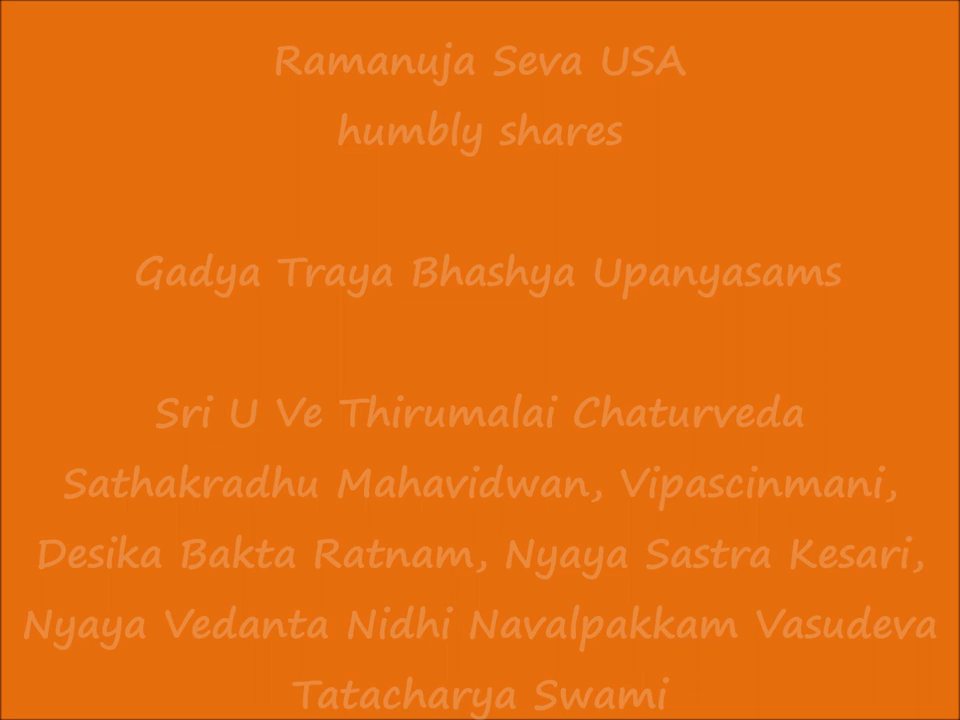 Ramanuja Seva USA
humbly shares
Gadya Traya Bhashya Upanyasams
Sri U Ve Thirumalai Chaturveda
Sathakradhu Mahavidwan, Vipascinmani,
Desika Bakta Ratnam, Nyaya Sastra Kesari,
Nyaya Vedanta Nidhi Navalpakkam Vasudeva
Tatacharya Swami